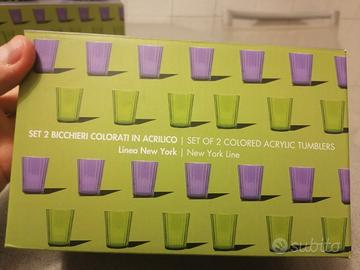 SET 2 BICCHIERI COLORATI IN ACRILICO | SET OF 2 COLORED ACRYLIC TUMBLERS
Linea New York | New York Line
subito